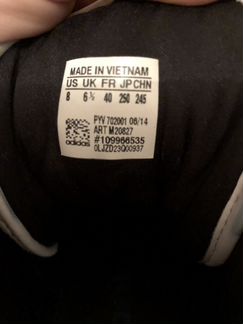 MADE IN VIETNAM
US UK FR JP CHN
8 6½ 40 250 245
PYV 702001 06/14
ART M20827
#109966535
adidas 0LJZD23Q00937